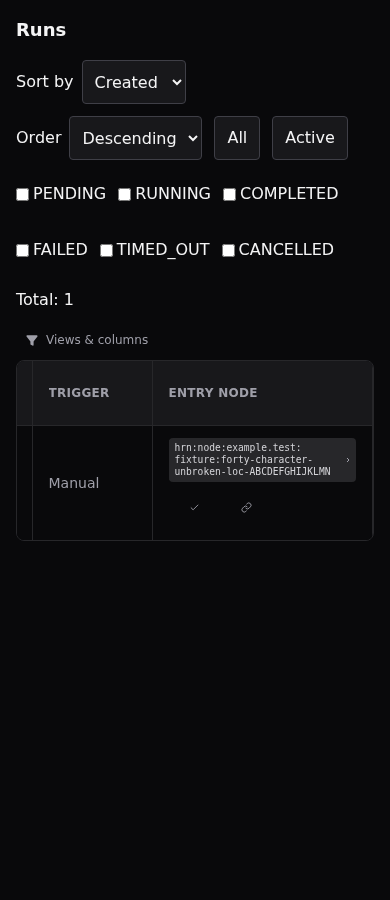 Runs
Sort by Created
Order Descending All Active
PENDING RUNNING COMPLETED
FAILED TIMED_OUT CANCELLED
Total: 1
Views & columns
TRIGGER ENTRY NODE
Manual
hrn:node:example.test:
fixture:forty-character-
unbroken-loc-ABCDEFGHIJKLMN